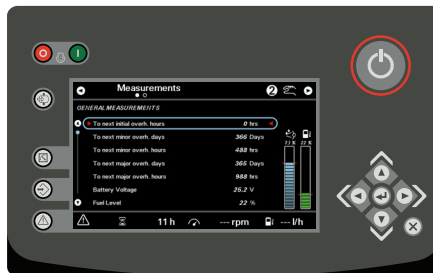 Measurements
2
GENERAL MEASUREMENTS
To next initial overh. hours 0 hrs
To next minor overh. days 366 Days
To next minor overh. hours 488 hrs
To next major overh. days 365 Days
To next major overh. hours 988 hrs
Battery Voltage 25.2 V
Fuel Level 22 %
73 % 22 %
11 h --- rpm --- l/h